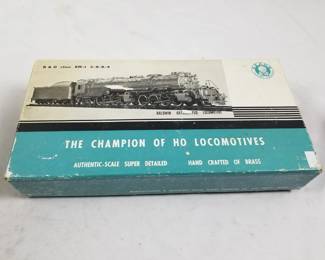 B & O class EM-1 2-8-8-4
BALDWIN LOCOMOTIVE
THE CHAMPION OF HO LOCOMOTIVES
AUTHENTIC-SCALE SUPER DETAILED HAND CRAFTED OF BRASS